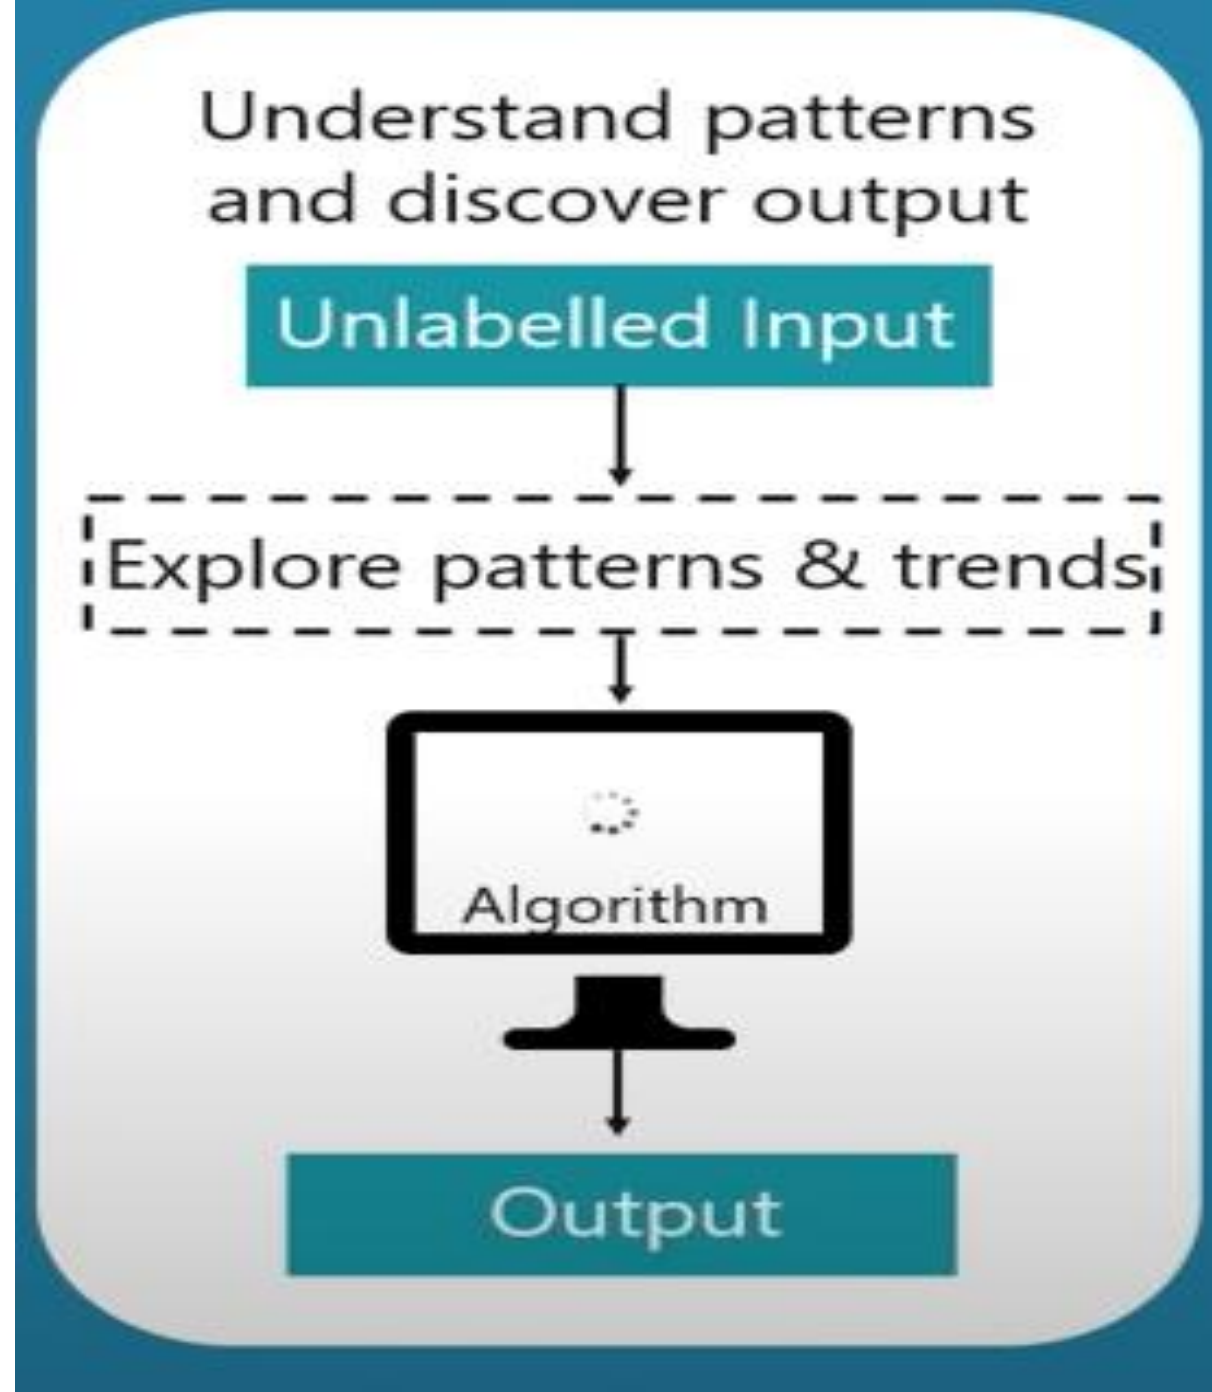 Understand patterns
and discover output
Unlabelled Input
Explore patterns & trends
Algorithm
Output